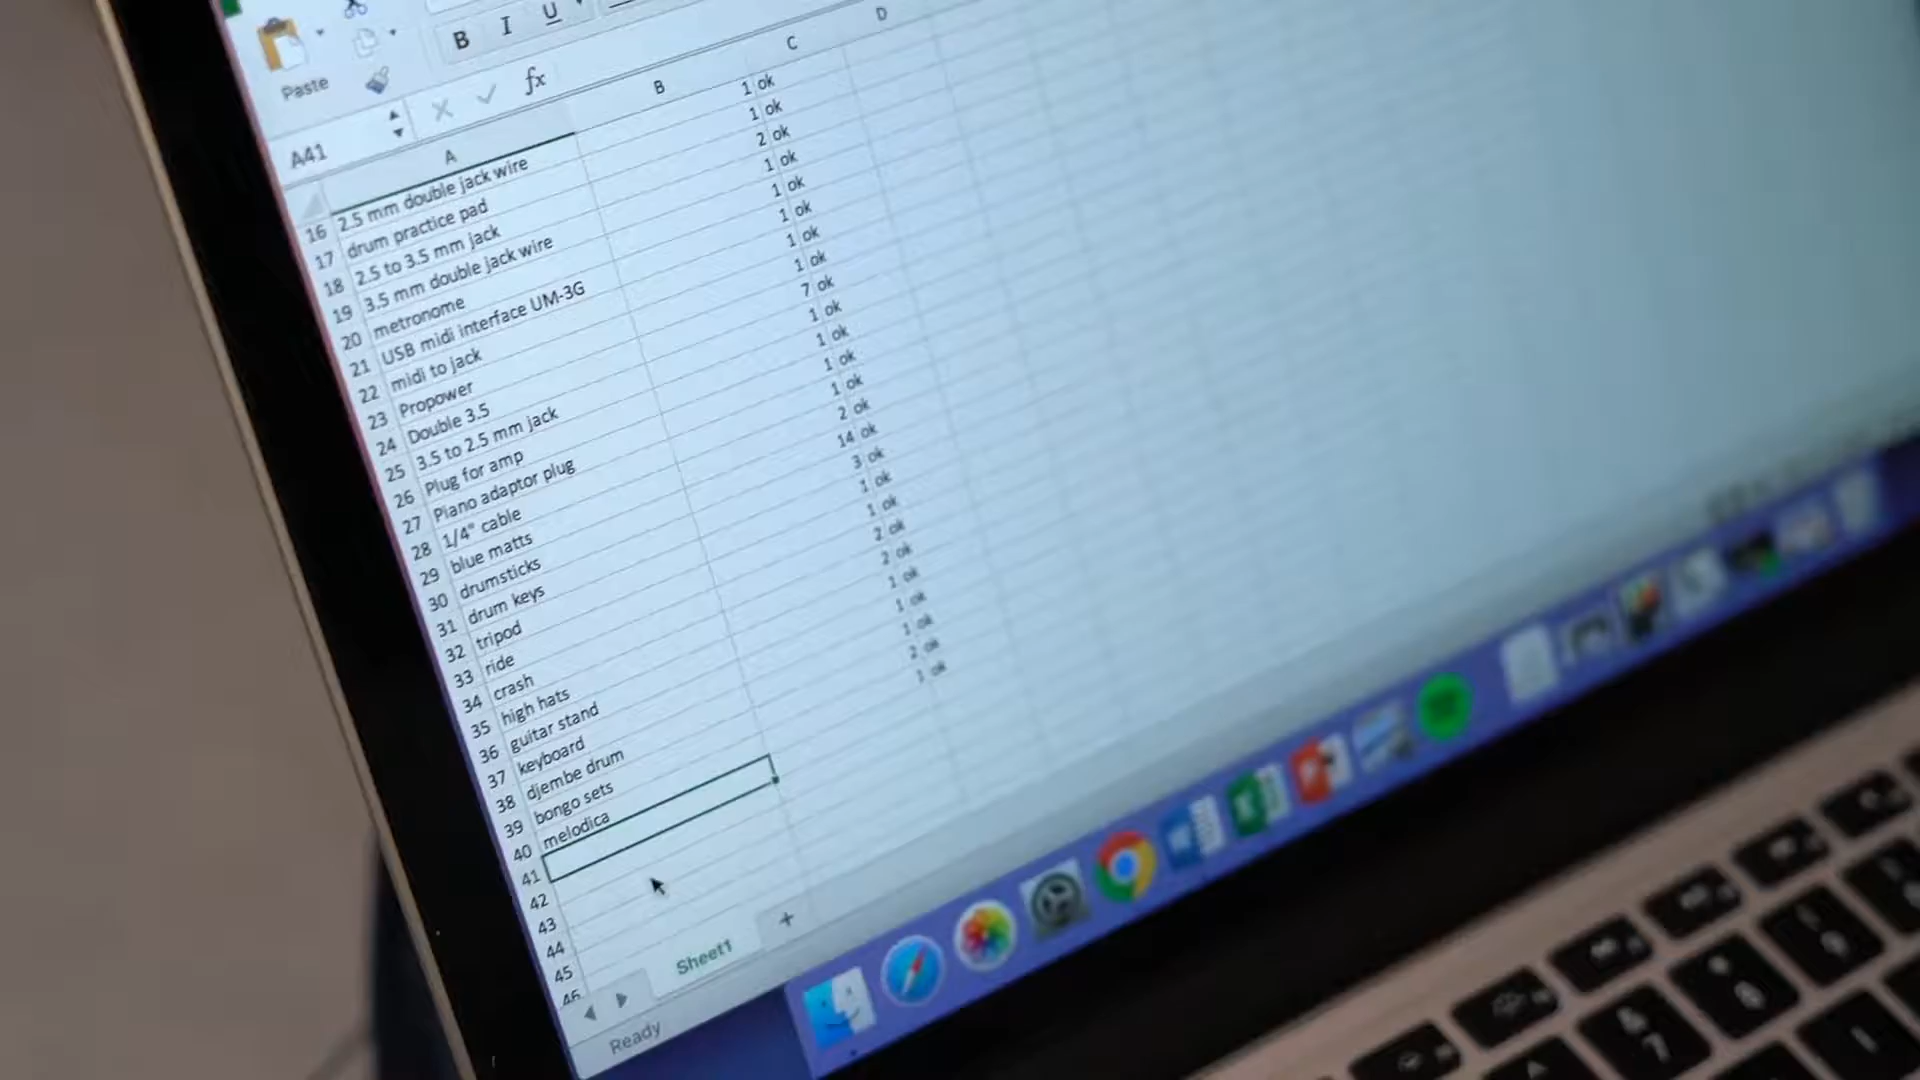 Paste
B I U
A41 fx
A B C D
16 2.5 mm double jack wire 1 ok
17 drum practice pad 1 ok
18 2.5 to 3.5 mm jack 2 ok
19 3.5 mm double jack wire 1 ok
20 metronome 1 ok
21 USB midi interface UM-3G 1 ok
22 midi to jack 1 ok
23 Propower 1 ok
24 Double 3.5 7 ok
25 3.5 to 2.5 mm jack 1 ok
26 Plug for amp 1 ok
27 Piano adaptor plug 1 ok
28 1/4" cable 1 ok
29 blue matts 2 ok
30 drumsticks 14 ok
31 drum keys 3 ok
32 tripod 1 ok
33 ride 1 ok
34 crash 2 ok
35 high hats 2 ok
36 guitar stand 1 ok
37 keyboard 1 ok
38 djembe drum 1 ok
39 bongo sets 2 ok
40 melodica 1 ok
41
42
43
44
45
46
Sheet1 +
Ready